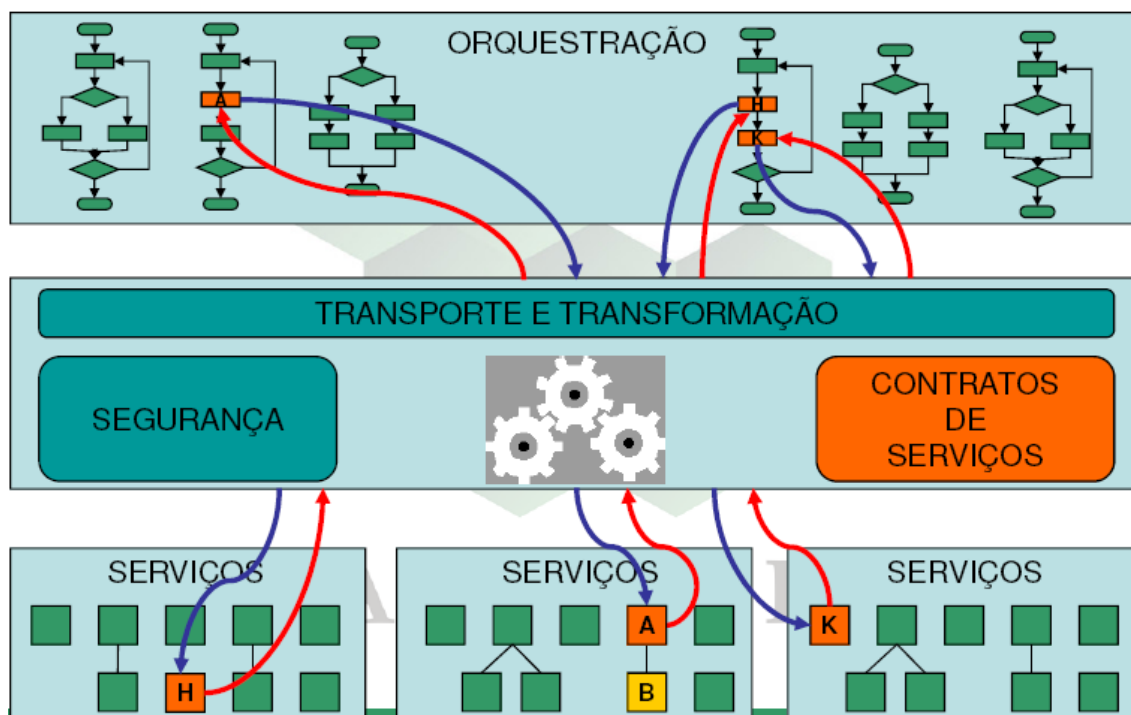 ORQUESTRAÇÃO
A
H
K
TRANSPORTE E TRANSFORMAÇÃO
SEGURANÇA
CONTRATOS
DE
SERVIÇOS
SERVIÇOS
SERVIÇOS
SERVIÇOS
A
K
H
B